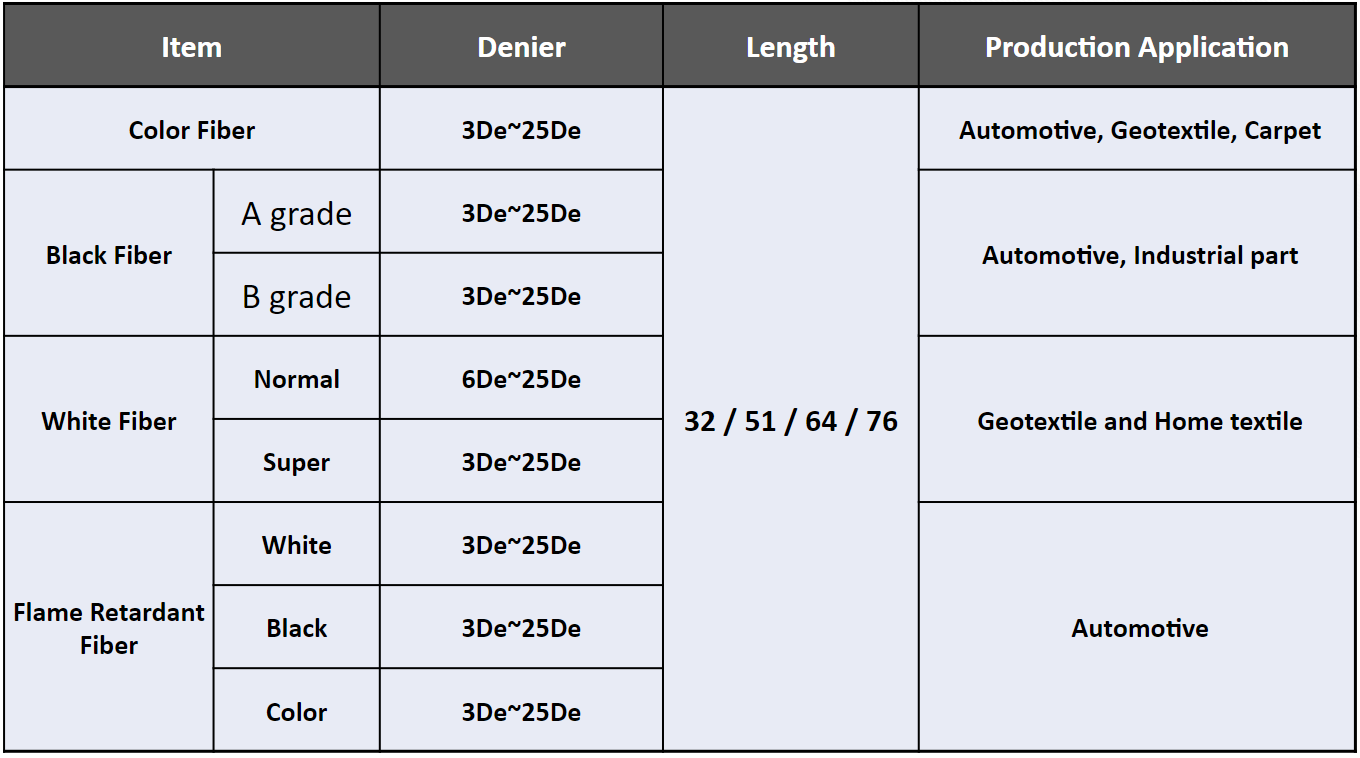 Item Denier Length Production Application
Color Fiber 3De~25De Automotive, Geotextile, Carpet
A grade 3De~25De
Black Fiber Automotive, Industrial part
B grade 3De~25De
Normal 6De~25De
White Fiber 32 / 51 / 64 / 76 Geotextile and Home textile
Super 3De~25De
White 3De~25De
Flame Retardant
Fiber
Black 3De~25De Automotive
Color 3De~25De